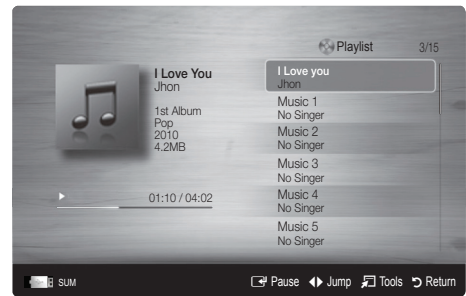 Playlist 3/15
I Love You
Jhon
1st Album
Pop
2010
4.2MB
01:10 / 04:02
I Love you
Jhon
Music 1
No Singer
Music 2
No Singer
Music 3
No Singer
Music 4
No Singer
Music 5
No Singer
SUM Pause Jump Tools Return